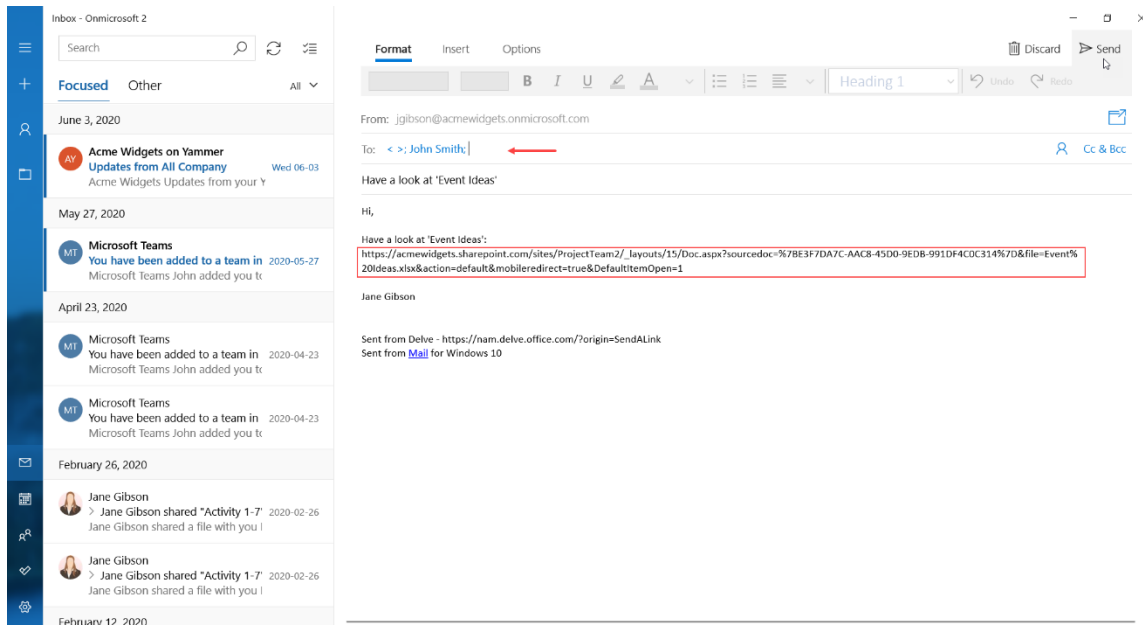 Inbox - Onmicrosoft 2
Search
Focused Other All
June 3, 2020
AY
Acme Widgets on Yammer
Updates from All Company Wed 06-03
Acme Widgets Updates from your Y
May 27, 2020
MT
Microsoft Teams
You have been added to a team in 2020-05-27
Microsoft Teams Jane added you to
April 23, 2020
MT
Microsoft Teams
You have been added to a team in 2020-04-23
Microsoft Teams John added you to
MT
Microsoft Teams
You have been added to a team in 2020-04-23
Microsoft Teams John added you to
February 26, 2020
Jane Gibson
> Jane Gibson shared "Activity 1-7' 2020-02-26
Jane Gibson shared a file with you
Jane Gibson
> Jane Gibson shared "Activity 1-7' 2020-02-26
Jane Gibson shared a file with you
February 12, 2020
Format Insert Options Discard Send
B I U A Heading 1 Undo Redo
From: jgibson@acmewidgets.onmicrosoft.com
To: < >; John Smith; Cc & Bcc
Have a look at 'Event Ideas'
Hi,
Have a look at 'Event Ideas':
https://acmewidgets.sharepoint.com/sites/ProjectTeam2/_layouts/15/Doc.aspx?sourcedoc=%7BE3F7DA7C-AAC8-45D0-9EDB-991DF4C0C314%7D&file=Event%
20Ideas.xlsx&action=default&mobileredirect=true&DefaultItemOpen=1
Jane Gibson
Sent from Delve - https://nam.delve.office.com/?origin=SendALink
Sent from Mail for Windows 10